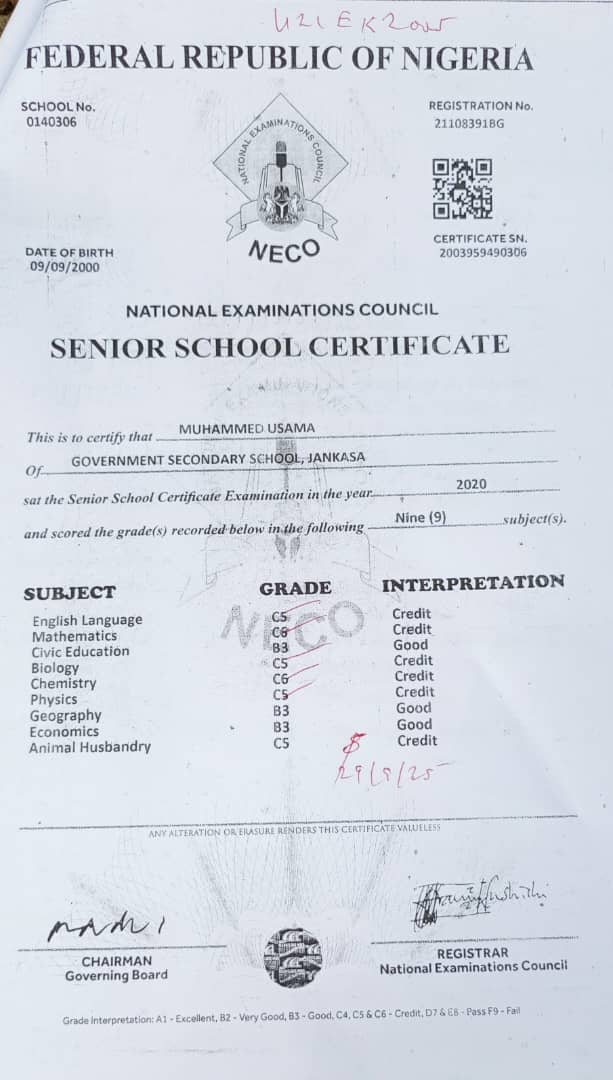 FEDERAL REPUBLIC OF NIGERIA
SCHOOL No.
0140306
REGISTRATION No.
21108391BG
NATIONAL EXAMINATIONS COUNCIL
NECO
DATE OF BIRTH
09/09/2000
CERTIFICATE SN.
2003959490306
NATIONAL EXAMINATIONS COUNCIL
SENIOR SCHOOL CERTIFICATE
This is to certify that MUHAMMED USAMA
Of GOVERNMENT SECONDARY SCHOOL, JANKASA
sat the Senior School Certificate Examination in the year 2020
and scored the grade(s) recorded below in the following Nine (9) subject(s).
NECO
SUBJECT GRADE INTERPRETATION
English Language C5 Credit
Mathematics C6 Credit
Civic Education B3 Good
Biology C5 Credit
Chemistry C6 Credit
Physics C5 Credit
Geography B3 Good
Economics B3 Good
Animal Husbandry C5 Credit
29/9/25
ANY ALTERATION OR ERASURE RENDERS THIS CERTIFICATE VALUELESS
CHAIRMAN
Governing Board
REGISTRAR
National Examinations Council
Grade Interpretation: A1 - Excellent, B2 - Very Good, B3 - Good, C4, C5 & C6 - Credit, D7 & E8 - Pass F9 - Fail